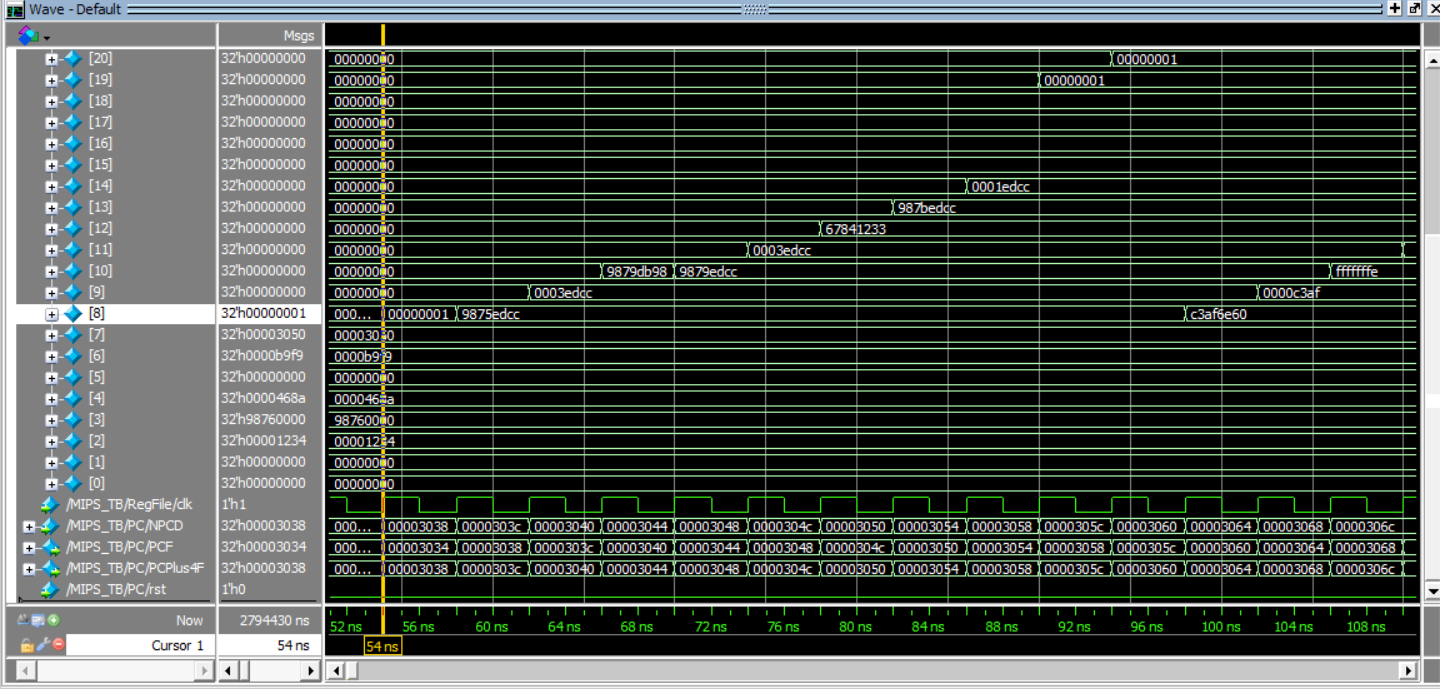 Wave - Default
Msgs
[20] 32'h00000000 00000000 00000001
[19] 32'h00000000 00000000 00000001
[18] 32'h00000000 00000000
[17] 32'h00000000 00000000
[16] 32'h00000000 00000000
[15] 32'h00000000 00000000
[14] 32'h00000000 00000000 0001edcc
[13] 32'h00000000 00000000 987bedcc
[12] 32'h00000000 00000000 67841233
[11] 32'h00000000 00000000 0003edcc
[10] 32'h00000000 00000000 9879db98 9879edcc fffffffe
[9] 32'h00000000 00000000 0003edcc 0000c3af
[8] 32'h00000001 000... 00000001 9875edcc c3af6e60
[7] 32'h00003050 00003050
[6] 32'h0000b9f9 0000b9f9
[5] 32'h00000000 00000000
[4] 32'h0000468a 0000468a
[3] 32'h98760000 98760000
[2] 32'h00001234 00001234
[1] 32'h00000000 00000000
[0] 32'h00000000 00000000
/MIPS_TB/RegFile/clk 1'h1
/MIPS_TB/PC/NPCD 32'h00003038 000... 00003038 0000303c 00003040 00003044 00003048 0000304c 00003050 00003054 00003058 0000305c 00003060 00003064 00003068 0000306c
/MIPS_TB/PC/PCF 32'h00003034 000... 00003034 00003038 0000303c 00003040 00003044 00003048 0000304c 00003050 00003054 00003058 0000305c 00003060 00003064 00003068
/MIPS_TB/PC/PCPlus4F 32'h00003038 000... 00003038 0000303c 00003040 00003044 00003048 0000304c 00003050 00003054 00003058 0000305c 00003060 00003064 00003068 0000306c
/MIPS_TB/PC/rst 1'h0
Now 2794430 ns 52 ns 56 ns 60 ns 64 ns 68 ns 72 ns 76 ns 80 ns 84 ns 88 ns 92 ns 96 ns 100 ns 104 ns 108 ns
Cursor 1 54 ns 54 ns